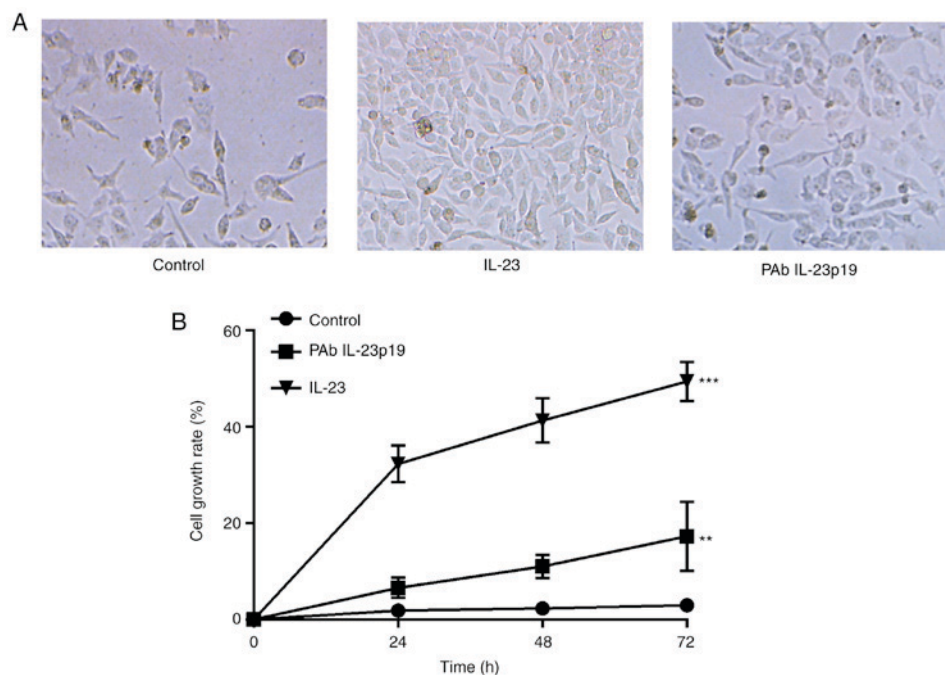 A
Control
IL-23
PAb IL-23p19
B
Control
PAb IL-23p19
IL-23
Cell growth rate (%)
60
40
20
0
***
**
0
24
48
72
Time (h)